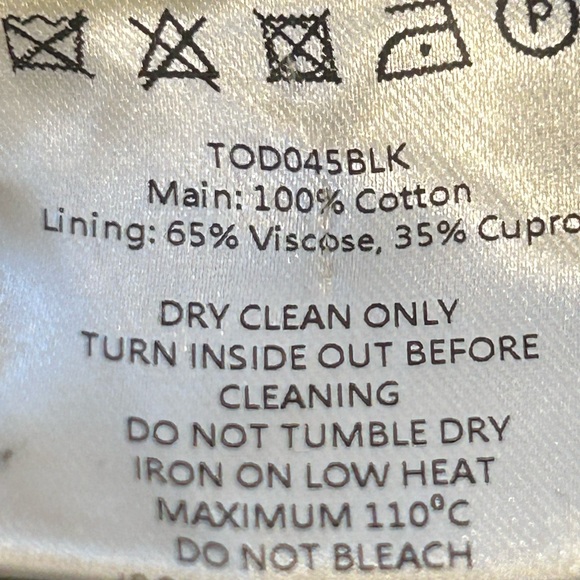 P
TOD045BLK
Main: 100% Cotton
Lining: 65% Viscose, 35% Cupro
DRY CLEAN ONLY
TURN INSIDE OUT BEFORE
CLEANING
DO NOT TUMBLE DRY
IRON ON LOW HEAT
MAXIMUM 110°C
DO NOT BLEACH